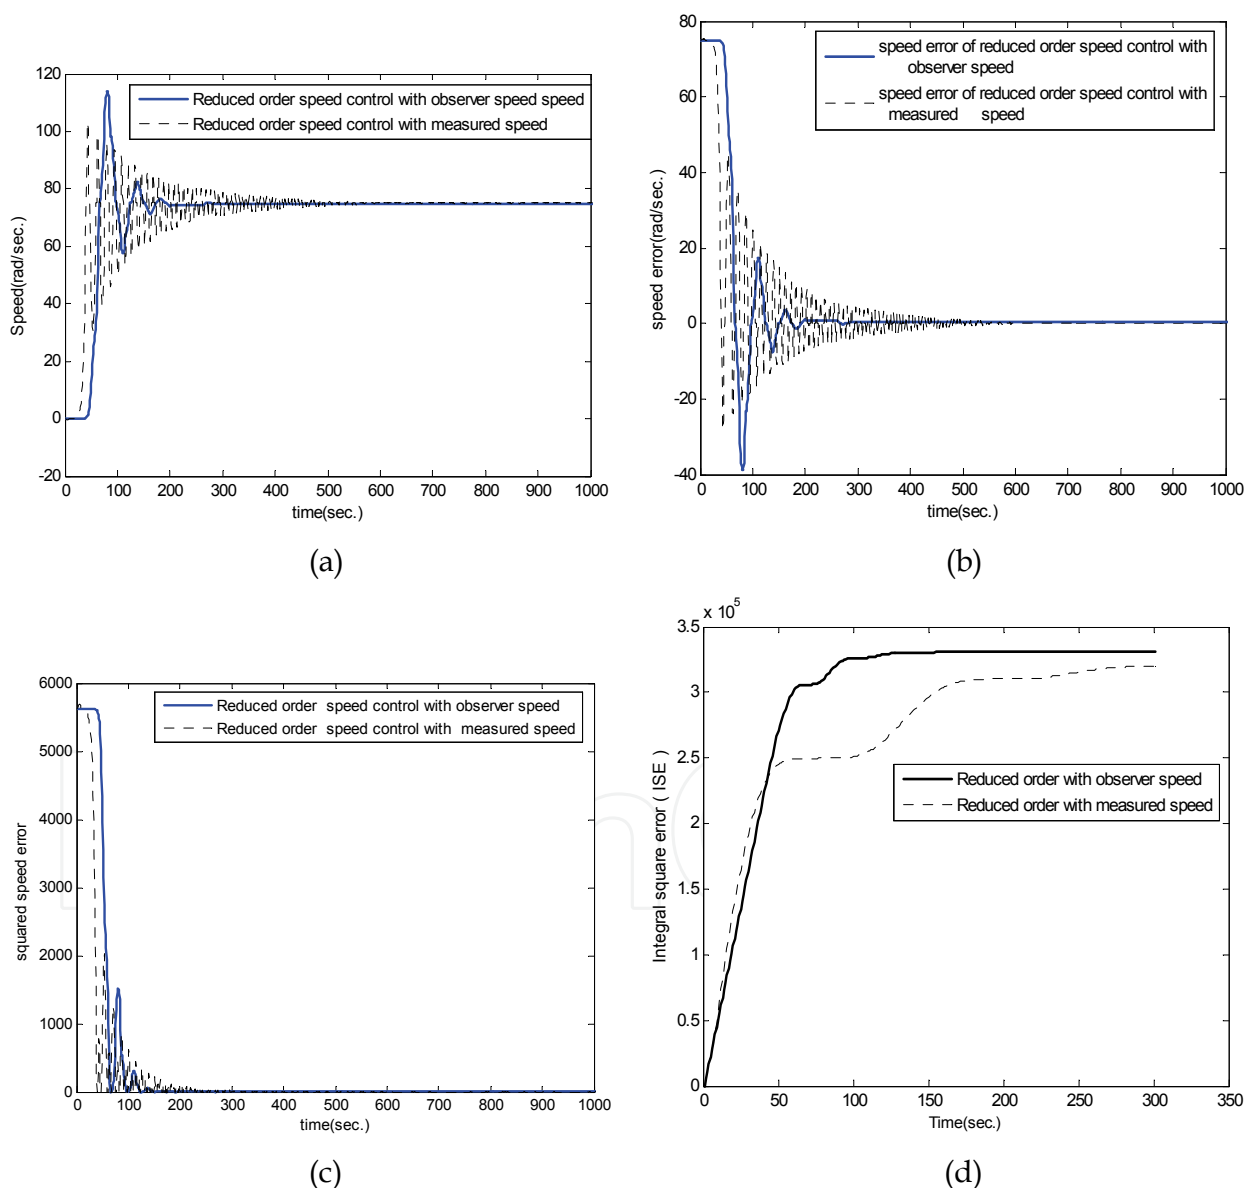 120
100
80
60
40
20
0
-20
0 100 200 300 400 500 600 700 800 900 1000
Speed(rad/sec.)
time(sec.)
Reduced order speed control with observer speed speed
Reduced order speed control with measured speed
(a)
80
60
40
20
0
-20
-40
0 100 200 300 400 500 600 700 800 900 1000
speed error(rad/sec.)
time(sec.)
speed error of reduced order speed control with
observer speed
speed error of reduced order speed control with
measured speed
(b)
6000
5000
4000
3000
2000
1000
0
0 100 200 300 400 500 600 700 800 900 1000
squared speed error
time(sec.)
Reduced order speed control with observer speed
Reduced order speed control with measured speed
(c)
x 10^5
3.5
3
2.5
2
1.5
1
0.5
0
0 50 100 150 200 250 300 350
Integral square error ( ISE )
Time(sec.)
Reduced order with observer speed
Reduced order with measured speed
(d)